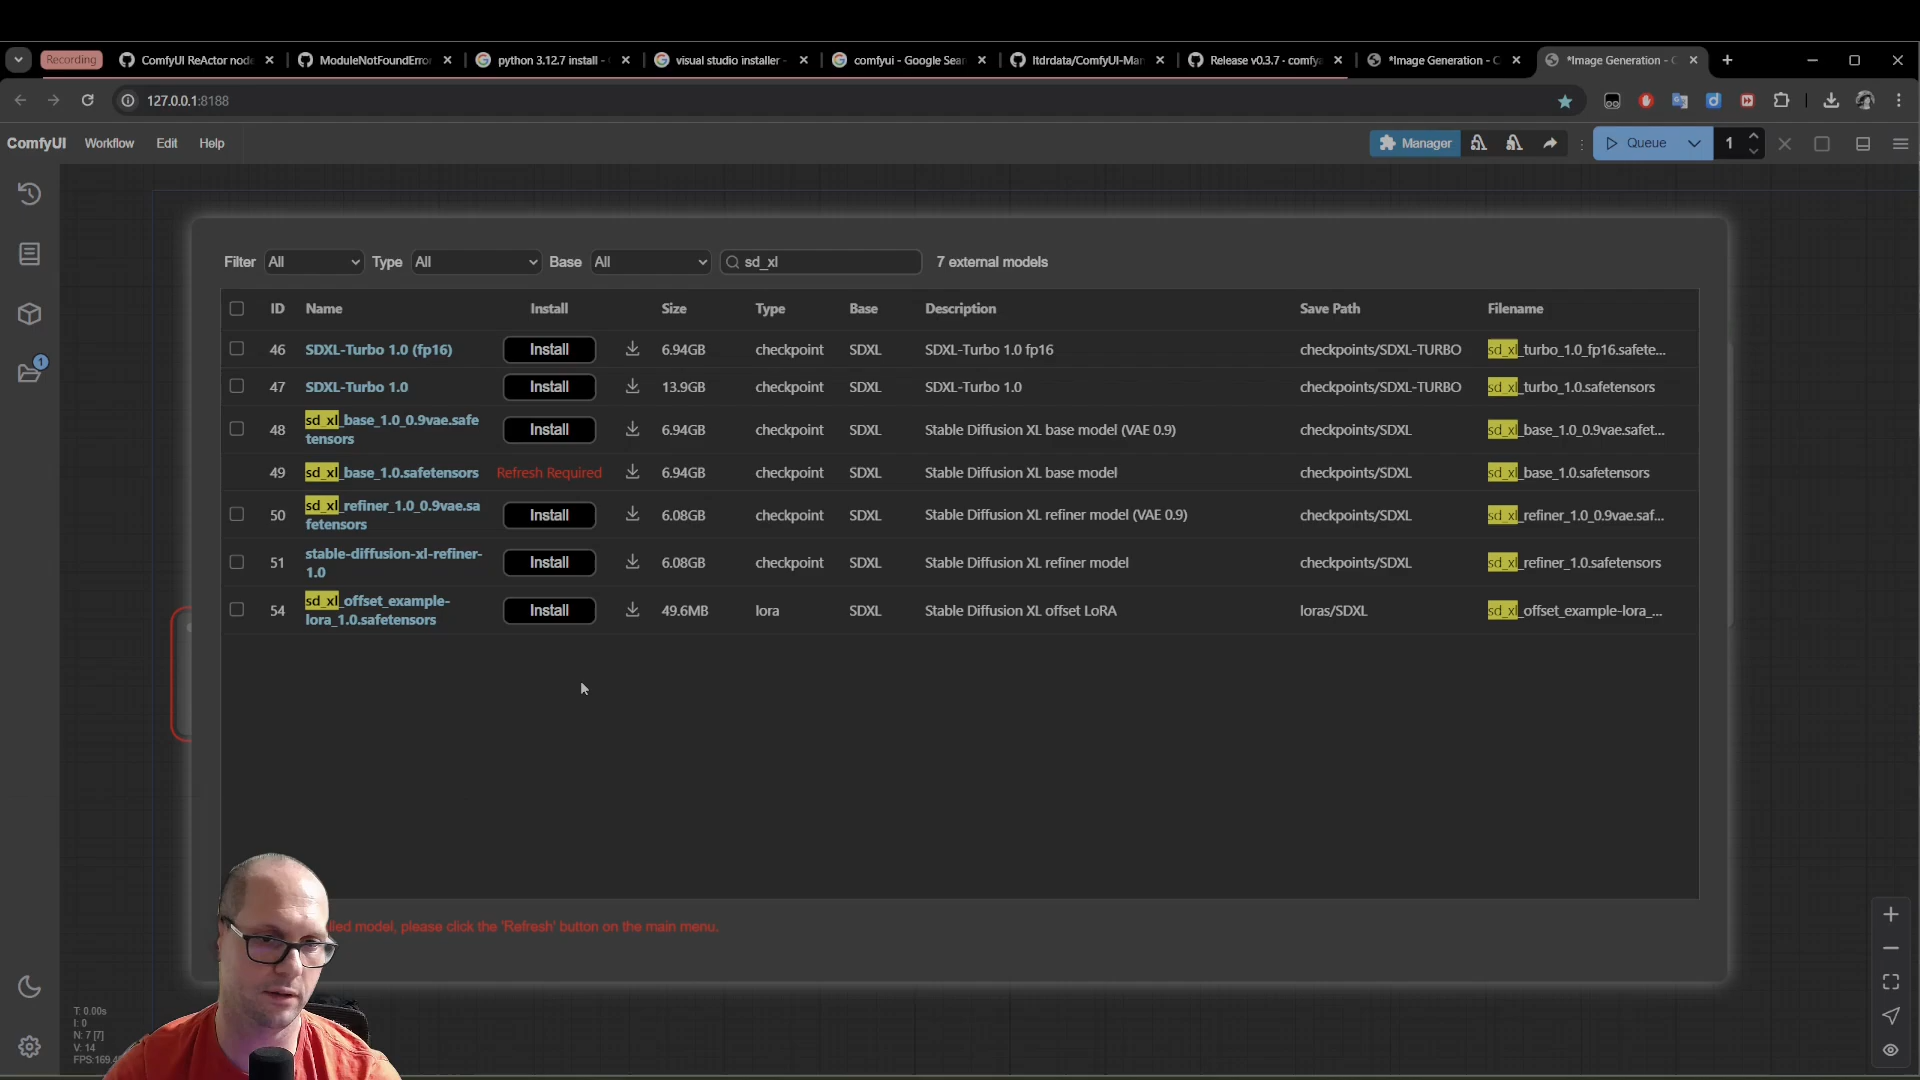 Recording
ComfyUI ReActor node
ModuleNotFoundErro
python 3.12.7 install -
visual studio installer -
comfyui - Google Sear
ltdrdata/ComfyUI-Man
Release v0.3.7 · comfya
*Image Generation - C
*Image Generation - C
127.0.0.1:8188
ComfyUI
Workflow
Edit
Help
Manager
Queue
1
1
Filter
All
Type
All
Base
All
sd_xl
7 external models
ID Name Install Size Type Base Description Save Path Filename
46 SDXL-Turbo 1.0 (fp16) Install 6.94GB checkpoint SDXL SDXL-Turbo 1.0 fp16 checkpoints/SDXL-TURBO sd_xl_turbo_1.0_fp16.safete...
47 SDXL-Turbo 1.0 Install 13.9GB checkpoint SDXL SDXL-Turbo 1.0 checkpoints/SDXL-TURBO sd_xl_turbo_1.0.safetensors
48 sd_xl_base_1.0_0.9vae.safe
tensors Install 6.94GB checkpoint SDXL Stable Diffusion XL base model (VAE 0.9) checkpoints/SDXL sd_xl_base_1.0_0.9vae.safet...
49 sd_xl_base_1.0.safetensors Refresh Required 6.94GB checkpoint SDXL Stable Diffusion XL base model checkpoints/SDXL sd_xl_base_1.0.safetensors
50 sd_xl_refiner_1.0_0.9vae.sa
fetensors Install 6.08GB checkpoint SDXL Stable Diffusion XL refiner model (VAE 0.9) checkpoints/SDXL sd_xl_refiner_1.0_0.9vae.saf...
51 stable-diffusion-xl-refiner-
1.0 Install 6.08GB checkpoint SDXL Stable Diffusion XL refiner model checkpoints/SDXL sd_xl_refiner_1.0.safetensors
54 sd_xl_offset_example-
lora_1.0.safetensors Install 49.6MB lora SDXL Stable Diffusion XL offset LoRA loras/SDXL sd_xl_offset_example-lora_...
model, please click the 'Refresh' button on the main menu.
T: 0.00s
I: 0
N: 7 [7]
V: 14